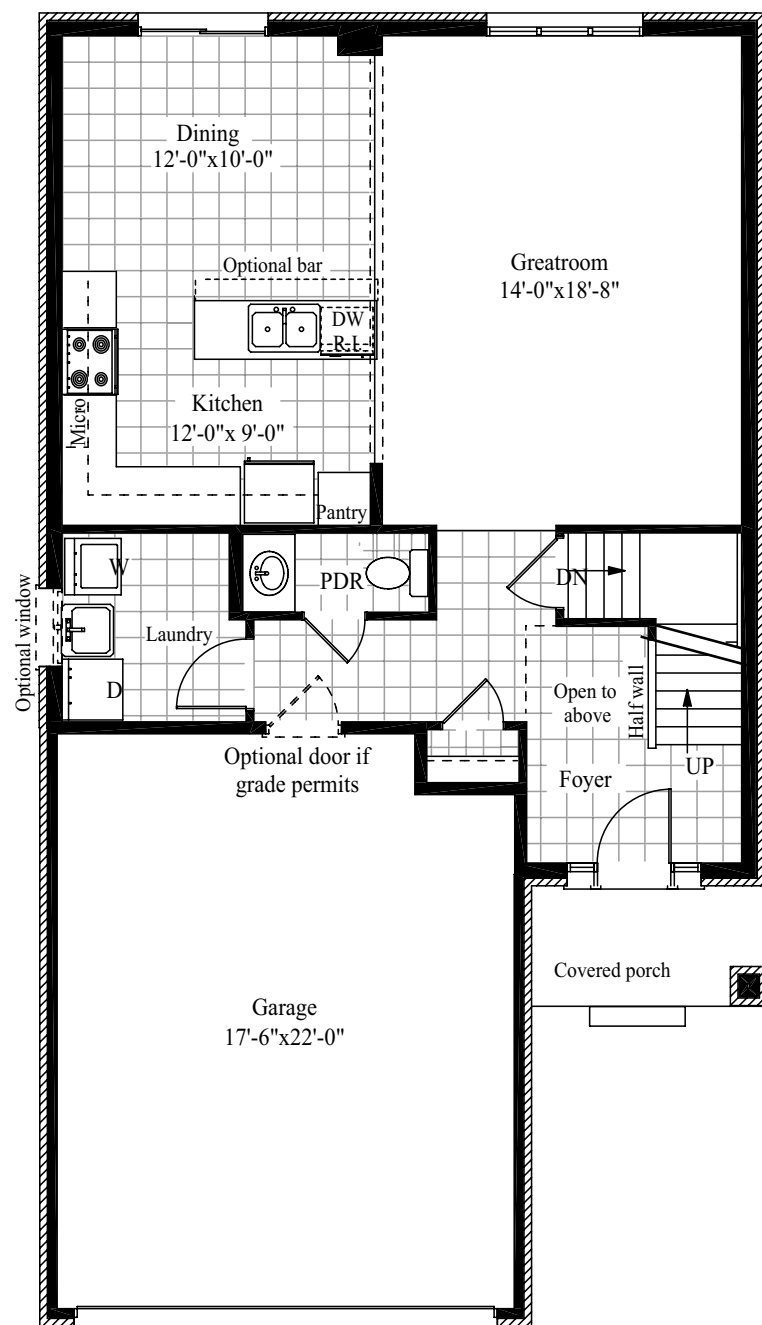 Dining
12'-0"x10'-0"
Greatroom
14'-0"x18'-8"
Optional bar
DW
R-I
Kitchen
12'-0"x 9'-0"
Micro
Pantry
W
PDR
DN
Laundry
Optional window
D
Open to
above
Half wall
Optional door if
grade permits
Foyer
UP
Covered porch
Garage
17'-6"x22'-0"